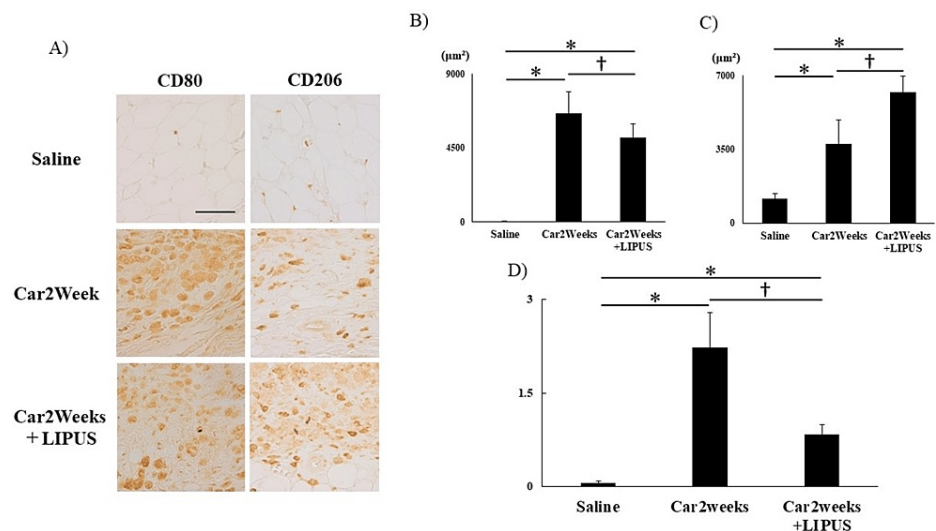 A)
CD80 CD206
Saline
Car2Week
Car2Weeks
+ LIPUS
B)
(μm²)
* 
* †
9000
4500
0
Saline Car2Weeks Car2Weeks
+LIPUS
C)
(μm²)
*
* †
7000
3500
0
Saline Car2Weeks Car2Weeks
+LIPUS
D)
*
* †
3
1.5
0
Saline Car2weeks Car2weeks
+LIPUS